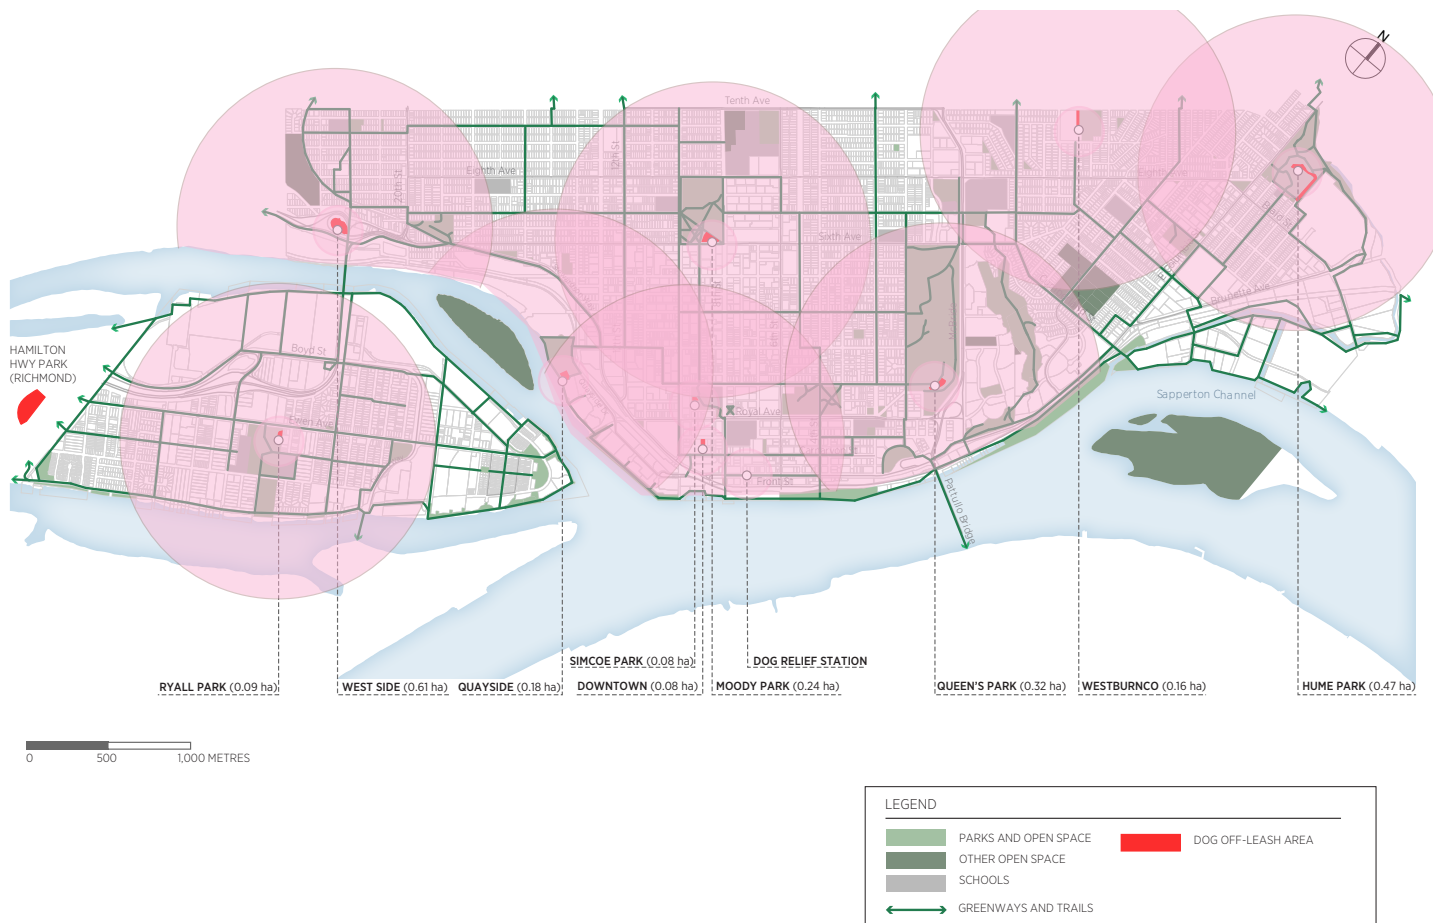 N
Tenth Ave
12th St
20th St
Eighth Ave
Sixth Ave
Brunette Ave
HAMILTON
HWY PARK
(RICHMOND)
Boyd St
Ewen Ave
Royal Ave
Front St
Pattullo Bridge
Sapperton Channel
SIMCOE PARK (0.08 ha)
DOG RELIEF STATION
RYALL PARK (0.09 ha)
WEST SIDE (0.61 ha)
QUAYSIDE (0.18 ha)
DOWNTOWN (0.08 ha)
MOODY PARK (0.24 ha)
QUEEN'S PARK (0.32 ha)
WESTBURNCO (0.16 ha)
HUME PARK (0.47 ha)
0 500 1,000 METRES
LEGEND
PARKS AND OPEN SPACE
DOG OFF-LEASH AREA
OTHER OPEN SPACE
SCHOOLS
GREENWAYS AND TRAILS